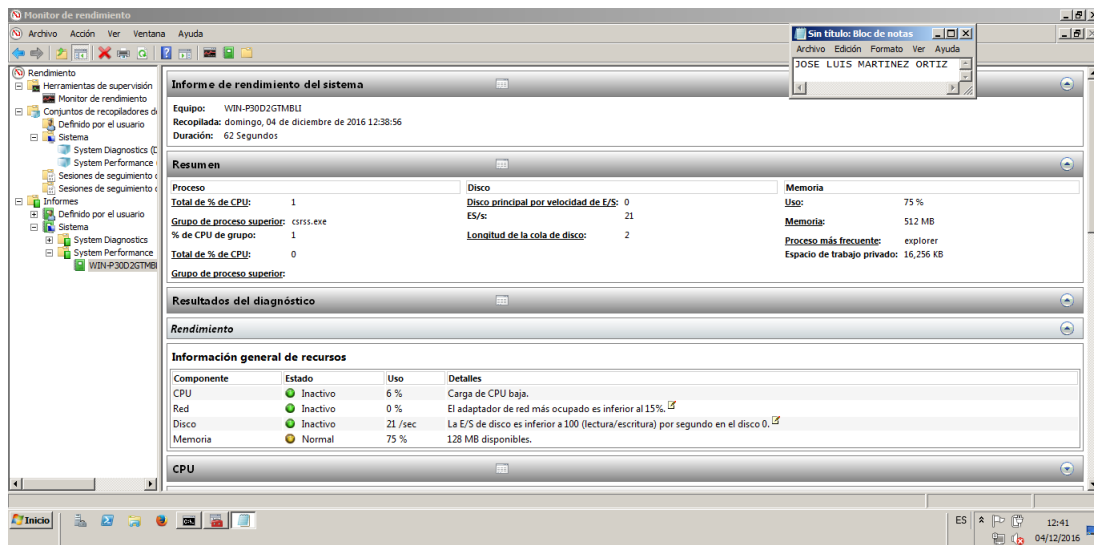 Monitor de rendimiento
Archivo Acción Ver Ventana Ayuda
Sin título: Bloc de notas
Archivo Edición Formato Ver Ayuda
JOSE LUIS MARTINEZ ORTIZ
Rendimiento
Herramientas de supervisión
Monitor de rendimiento
Conjuntos de recopiladores d
Definido por el usuario
Sistema
System Diagnostics (D
System Performance
Sesiones de seguimiento
Sesiones de seguimiento
Informes
Definido por el usuario
Sistema
System Diagnostics
System Performance
WIN-P30D2GTMBL
Informe de rendimiento del sistema
Equipo: WIN-P30D2GTMBLI
Recopilada: domingo, 04 de diciembre de 2016 12:38:56
Duración: 62 Segundos
Resumen
Proceso Disco Memoria
Total de % de CPU: 1 Disco principal por velocidad de E/S: 0 Uso: 75 %
Grupo de proceso superior: csrss.exe ES/s: 21 Memoria: 512 MB
% de CPU de grupo: 1 Longitud de la cola de disco: 2 Proceso más frecuente: explorer
Total de % de CPU: 0 Espacio de trabajo privado: 16,256 KB
Grupo de proceso superior:
Resultados del diagnóstico
Rendimiento
Información general de recursos
Componente Estado Uso Detalles
CPU Inactivo 6 % Carga de CPU baja.
Red Inactivo 0 % El adaptador de red más ocupado es inferior al 15%.
Disco Inactivo 21 /sec La E/S de disco es inferior a 100 (lectura/escritura) por segundo en el disco 0.
Memoria Normal 75 % 128 MB disponibles.
CPU
Inicio ES 12:41
04/12/2016